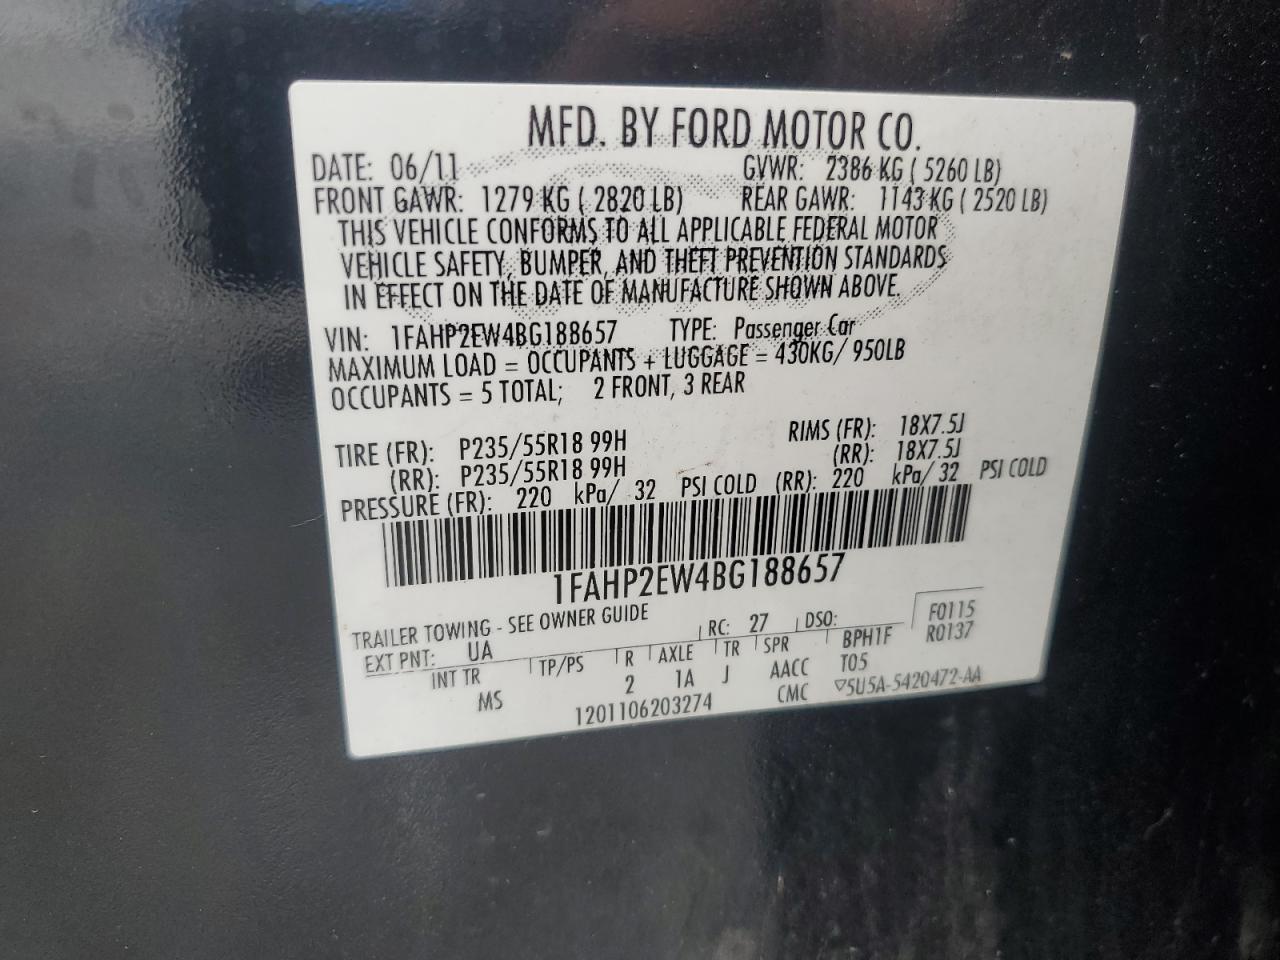 MFD. BY FORD MOTOR CO.
DATE: 06/11 GVWR: 2386 KG ( 5260 LB)
FRONT GAWR: 1279 KG ( 2820 LB) REAR GAWR: 1143 KG ( 2520 LB)
THIS VEHICLE CONFORMS TO ALL APPLICABLE FEDERAL MOTOR
VEHICLE SAFETY, BUMPER, AND THEFT PREVENTION STANDARDS
IN EFFECT ON THE DATE OF MANUFACTURE SHOWN ABOVE.
VIN: 1FAHP2EW4BG188657 TYPE: Passenger Car
MAXIMUM LOAD = OCCUPANTS + LUGGAGE = 430KG/ 950LB
OCCUPANTS = 5 TOTAL; 2 FRONT, 3 REAR
TIRE (FR): P235/55R18 99H RIMS (FR): 18X7.5J
(RR): P235/55R18 99H (RR): 18X7.5J
PRESSURE (FR): 220 kPa/ 32 PSI COLD (RR): 220 kPa/ 32 PSI COLD
1FAHP2EW4BG188657
TRAILER TOWING - SEE OWNER GUIDE
EXT PNT: UA RC: 27 DSO: F0115
INT TR TP/PS R AXLE TR SPR BPH1F R0137
MS 2 1A J AACC T05
1201106203274 CMC ▽5U5A-5420472-AA